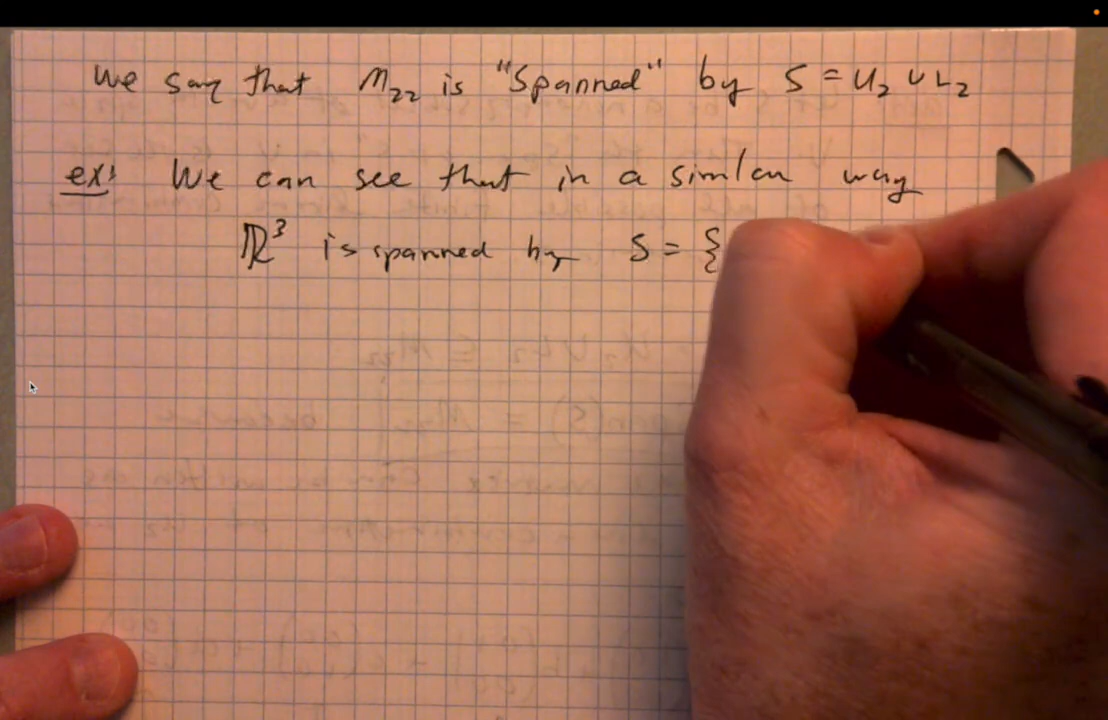 We say that M₂₂ is "Spanned" by S = U₂ ∪ L₂
ex: We can see that in a similar way
ℝ³ is spanned by S = {